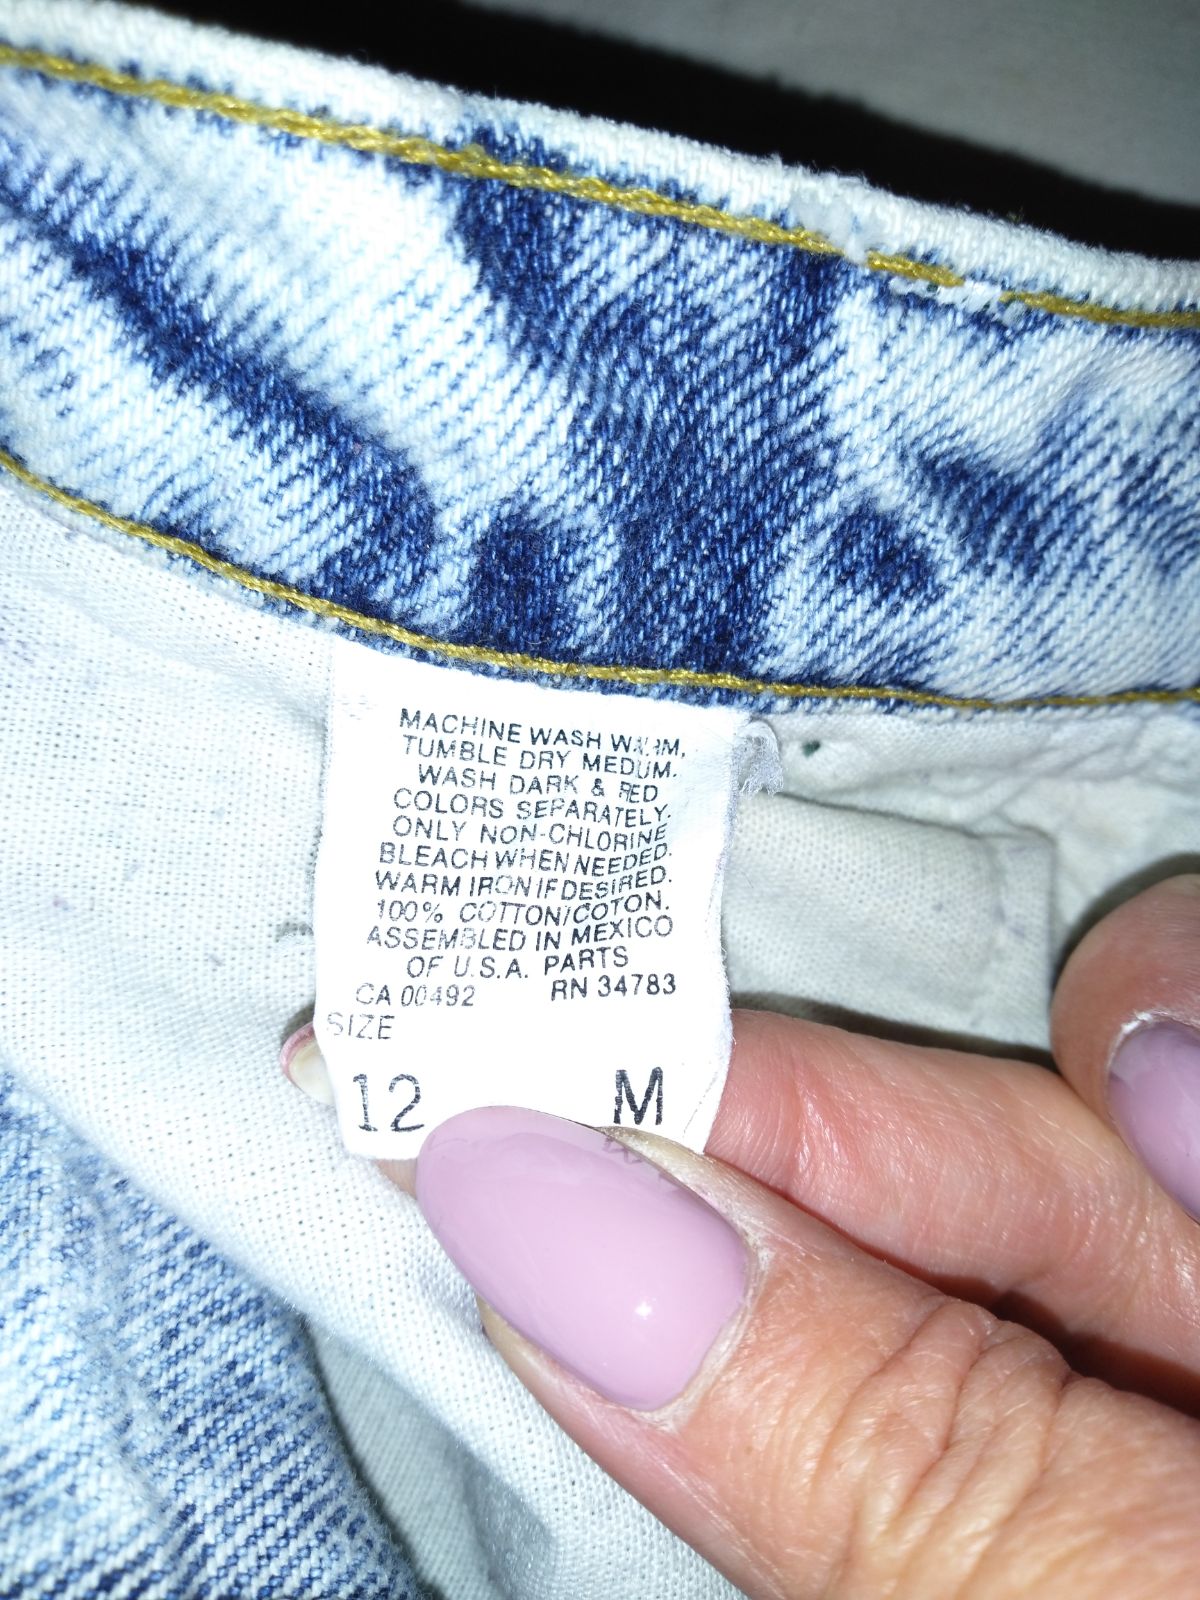 MACHINE WASH WARM,
TUMBLE DRY MEDUM.
WASH DARK & RED
COLORS SEPARATELY.
ONLY NON-CHLORINE
BLEACH WHEN NEEDED.
WARM IRON IF DESIRED.
100% COTTON/COTON.
ASSEMBLED IN MEXICO
OF U.S.A. PARTS
CA 00492 RN 34783
SIZE
12 M